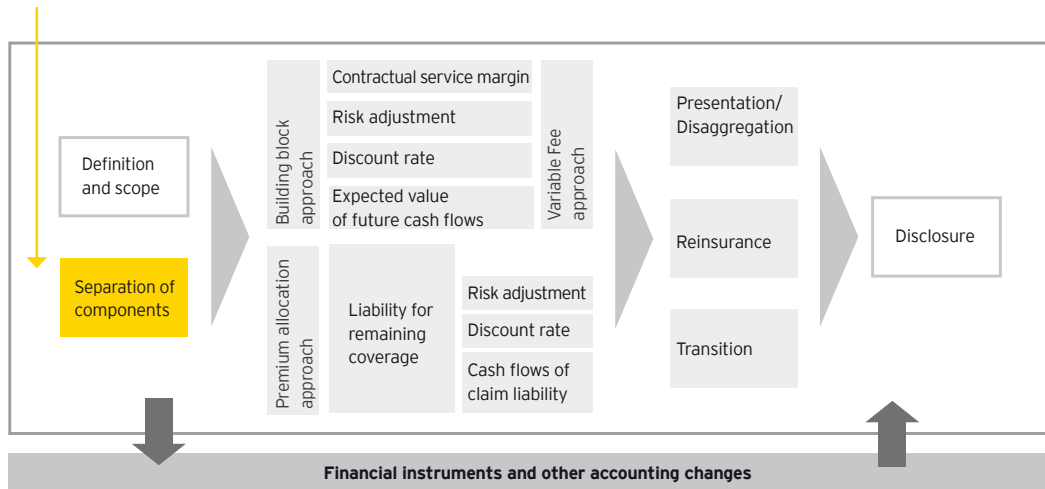 Definition
and scope
Separation of
components
Building block
approach
Contractual service margin
Risk adjustment
Discount rate
Expected value
of future cash flows
Variable Fee
approach
Premium allocation
approach
Liability for
remaining
coverage
Risk adjustment
Discount rate
Cash flows of
claim liability
Presentation/
Disaggregation
Reinsurance
Transition
Disclosure
Financial instruments and other accounting changes